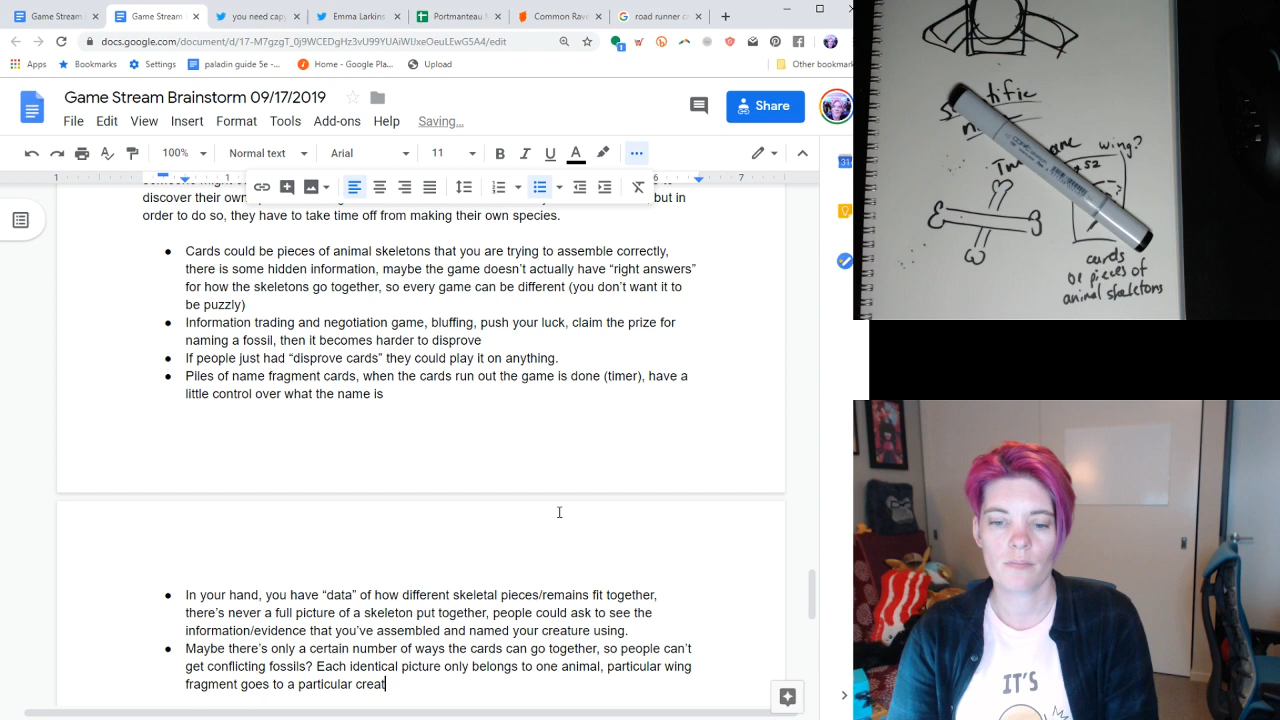 Game Stream
Game Stream
you need cap
Emma Larkins
Portmanteau
Common Rav
road runner c
docs.google.com/document/d/17-M7gzgT_0j9WCEDgHz3vU99YUAiWlJxeOeuLEwG5A4/edit
Apps
Bookmarks
Settings
paladin guide 5e -...
Home - Google Pla...
Upload
Other bookmar
Game Stream Brainstorm 09/17/2019
Share
File Edit View Insert Format Tools Add-ons Help Saving...
100% Normal text Arial 11 B I U A
1 1 6 7
discover their own but in
order to do so, they have to take time off from making their own species.
● Cards could be pieces of animal skeletons that you are trying to assemble correctly,
there is some hidden information, maybe the game doesn't actually have “right answers”
for how the skeletons go together, so every game can be different (you don't want it to
be puzzly)
● Information trading and negotiation game, bluffing, push your luck, claim the prize for
naming a fossil, then it becomes harder to disprove
● If people just had “disprove cards” they could play it on anything.
● Piles of name fragment cards, when the cards run out the game is done (timer), have a
little control over what the name is
● In your hand, you have “data” of how different skeletal pieces/remains fit together,
there's never a full picture of a skeleton put together, people could ask to see the
information/evidence that you've assembled and named your creature using.
● Maybe there's only a certain number of ways the cards can go together, so people can't
get conflicting fossils? Each identical picture only belongs to one animal, particular wing
fragment goes to a particular creat
31
tific
wing?
cards
or pieces of
animal skeletons
IT'S